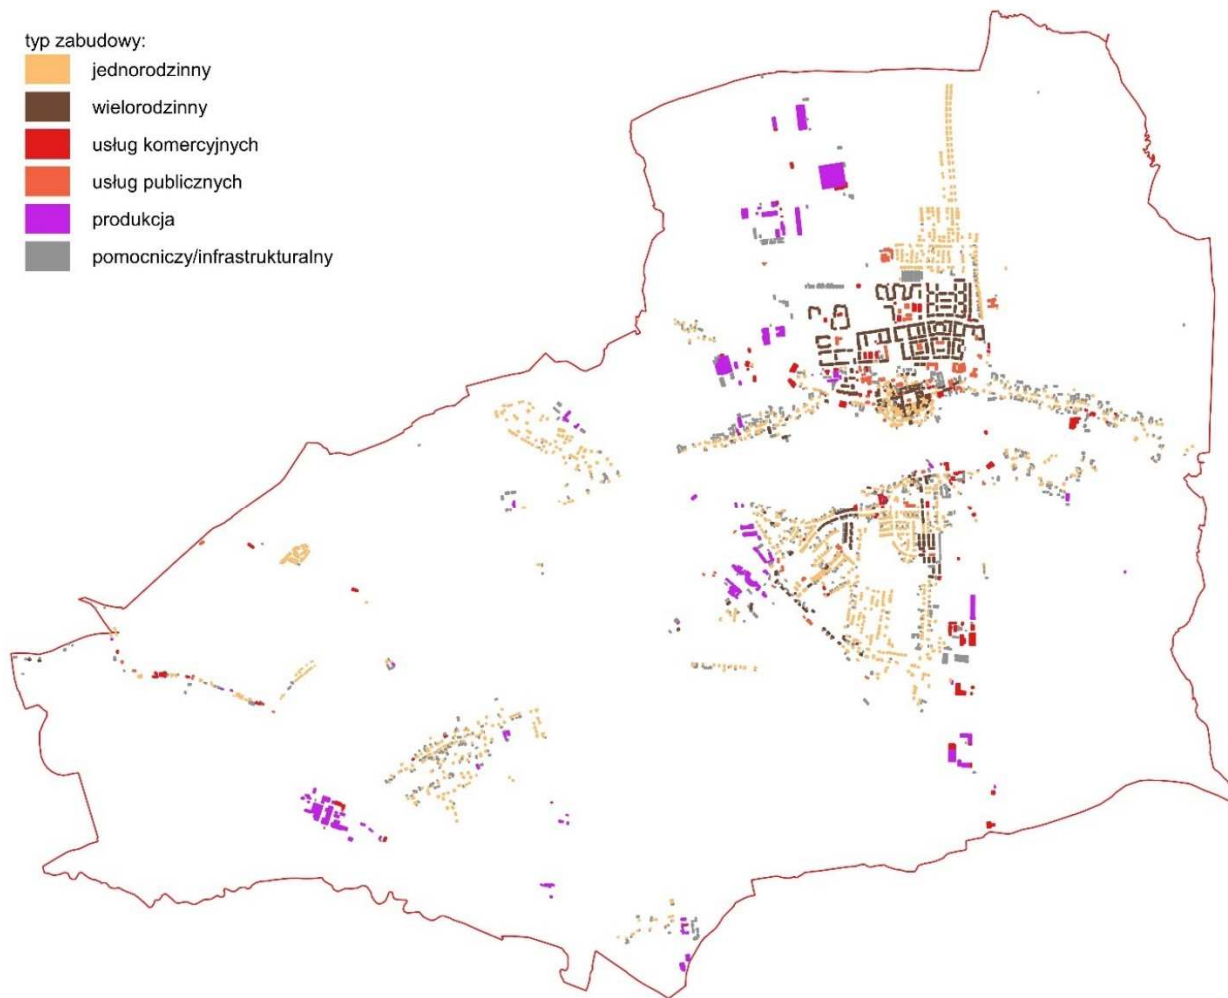 typ zabudowy:
jednorodzinny
wielorodzinny
usług komercyjnych
usług publicznych
produkcja
pomocniczy/infrastrukturalny